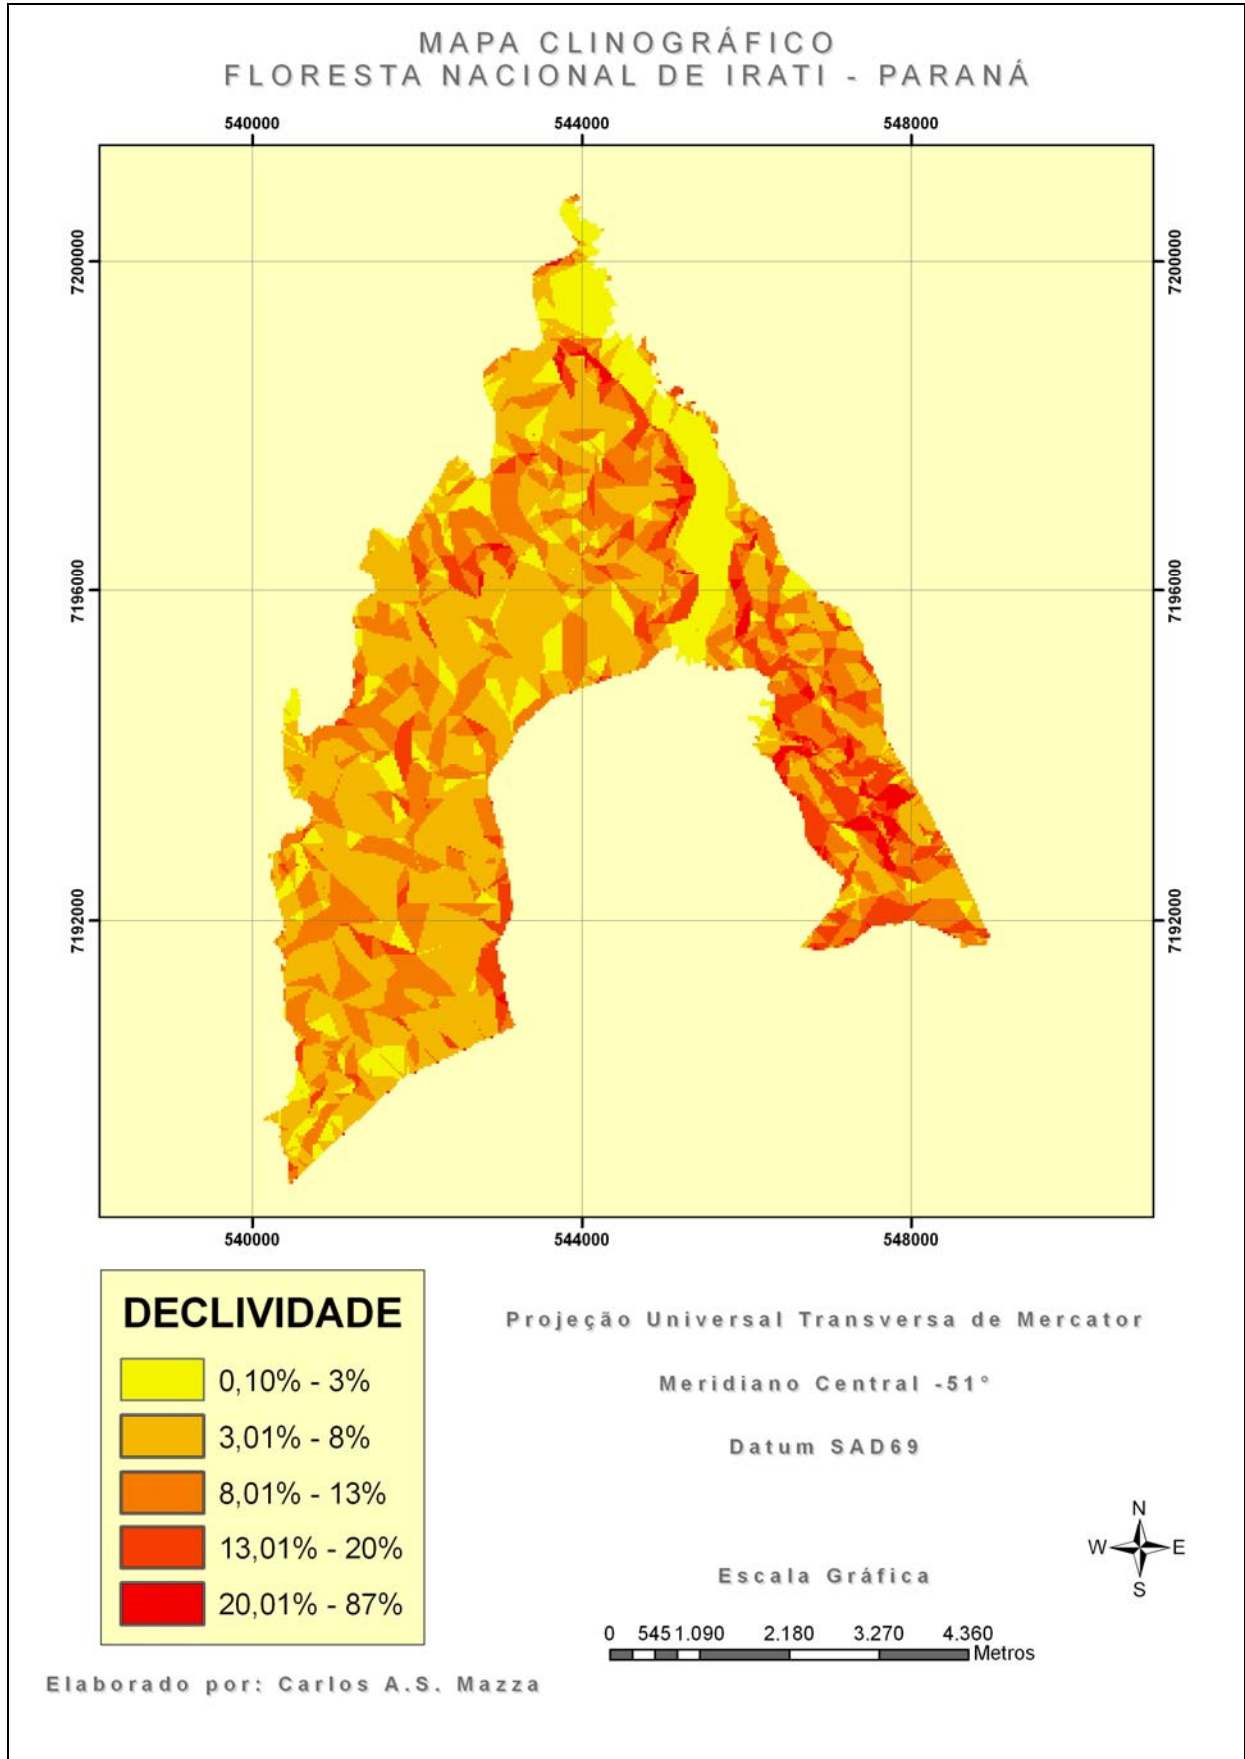 MAPA CLINOGRÁFICO
FLORESTA NACIONAL DE IRATI - PARANÁ
540000 544000 548000
7200000 7200000
7196000 7196000
7192000 7192000
540000 544000 548000
DECLIVIDADE
0,10% - 3%
3,01% - 8%
8,01% - 13%
13,01% - 20%
20,01% - 87%
Projeção Universal Transversa de Mercator
Meridiano Central -51°
Datum SAD69
N
W E
S
Escala Gráfica
0 545 1.090 2.180 3.270 4.360
Metros
Elaborado por: Carlos A.S. Mazza